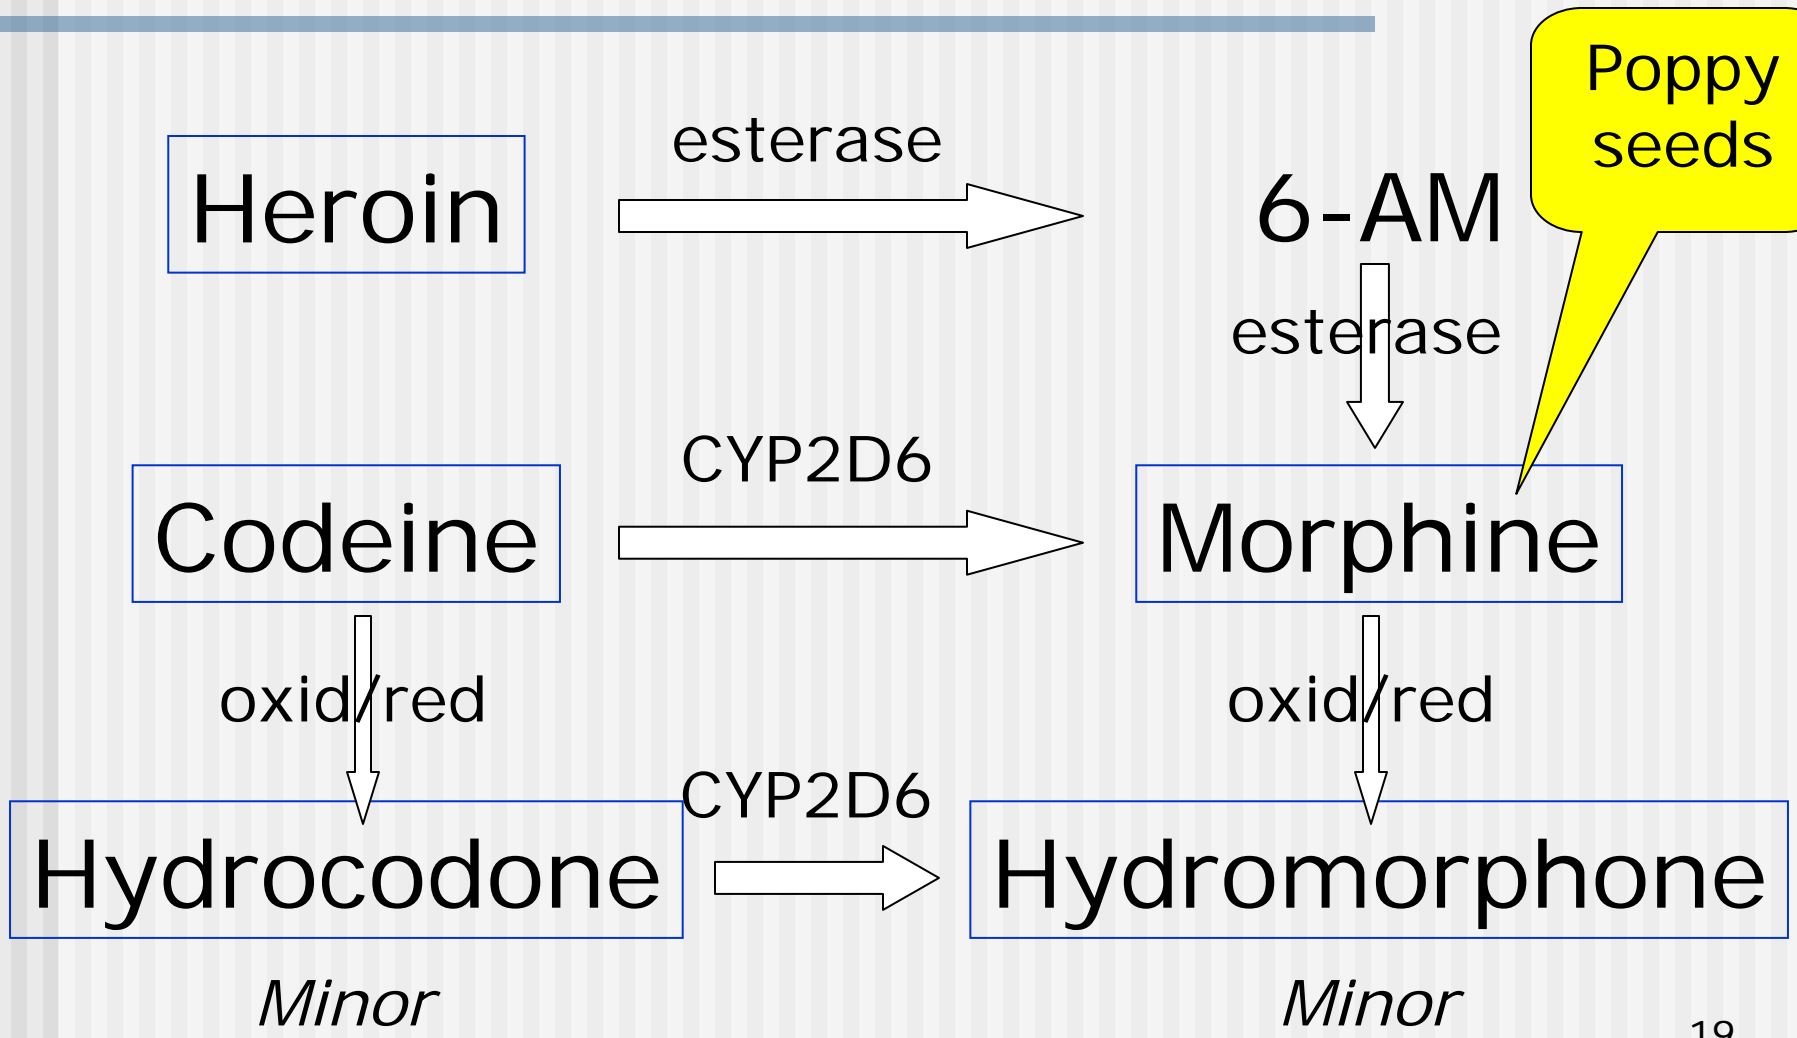 Poppy
seeds
esterase
Heroin
6-AM
esterase
CYP2D6
Codeine
Morphine
oxid/red
oxid/red
CYP2D6
Hydrocodone
Hydromorphone
Minor
Minor
19